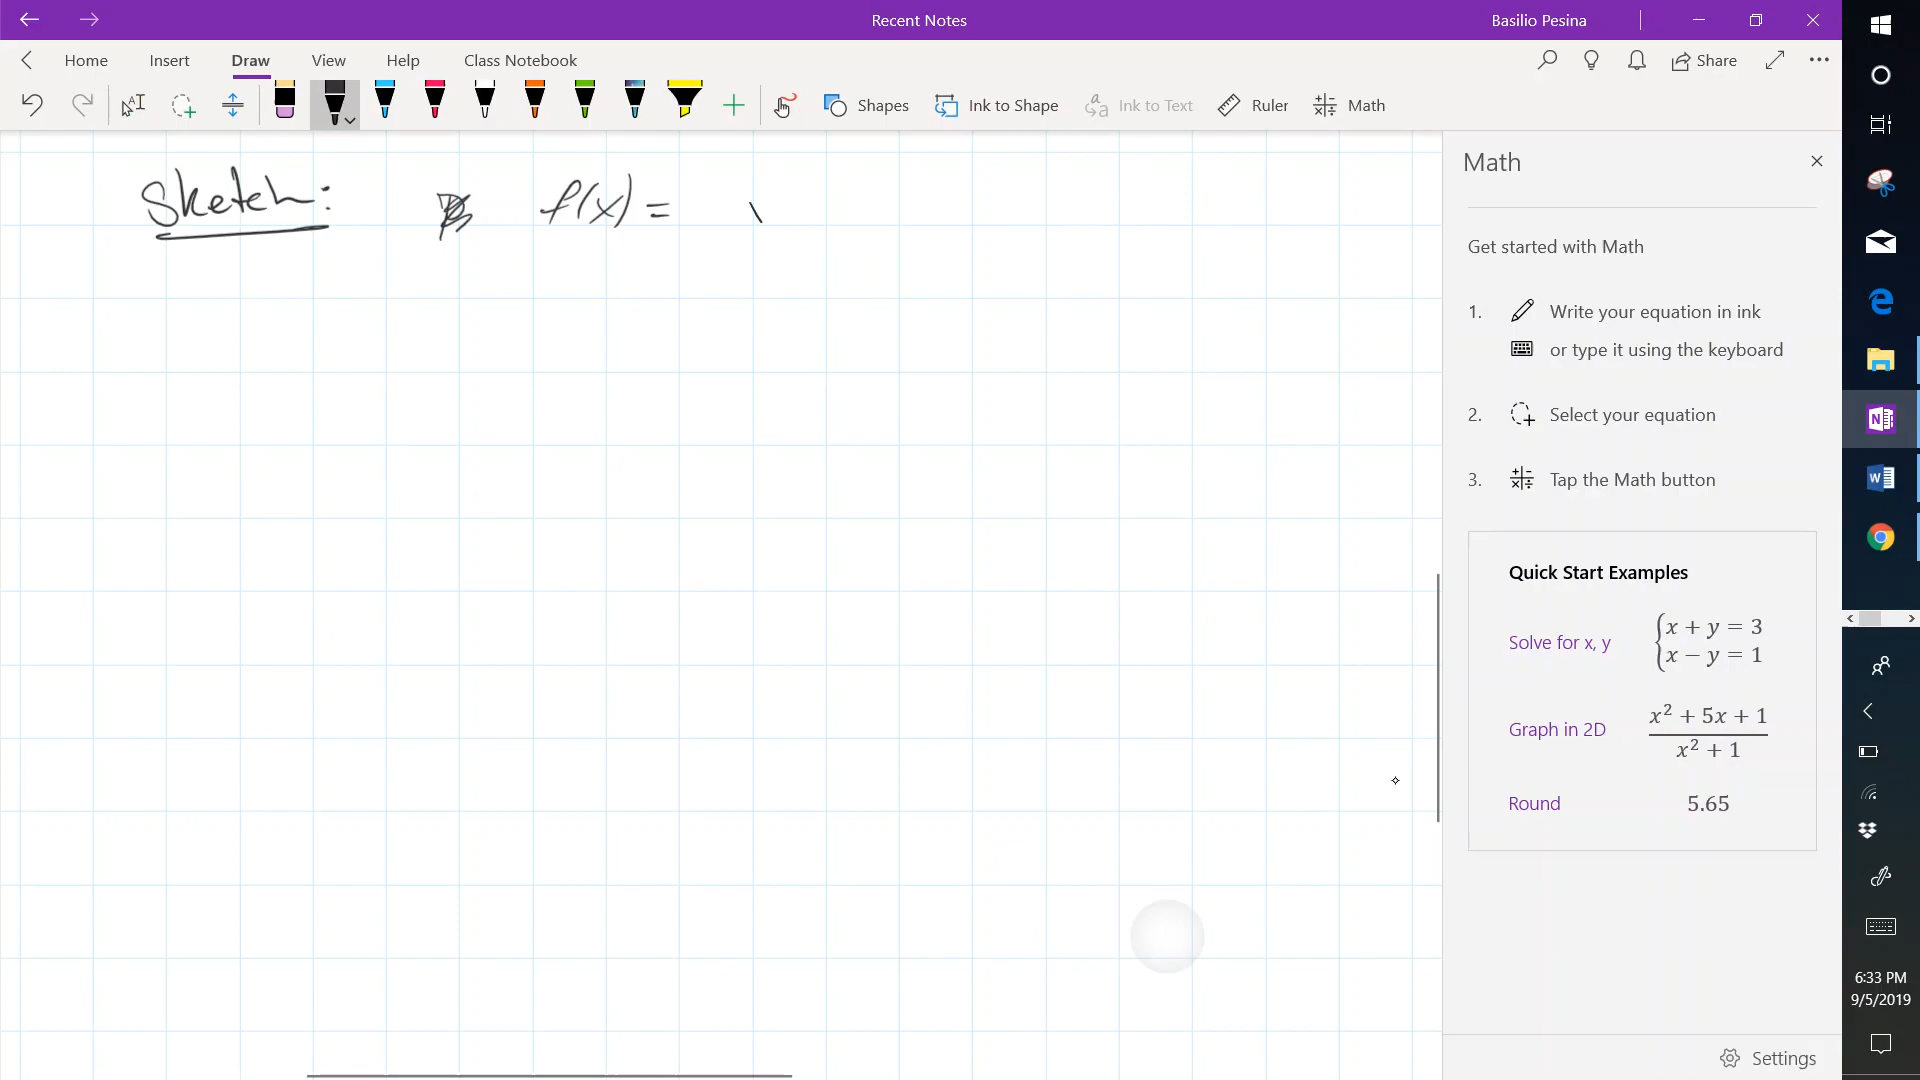 Recent Notes
Basilio Pesina
Home Insert Draw View Help Class Notebook
Share
Shapes Ink to Shape Ink to Text Ruler Math
Sketch: f(x) =
Math
Get started with Math
1. Write your equation in ink
or type it using the keyboard
2. Select your equation
3. Tap the Math button
Quick Start Examples
Solve for x, y { x + y = 3
x − y = 1
Graph in 2D x² + 5x + 1
x² + 1
Round 5.65
6:33 PM
9/5/2019
Settings